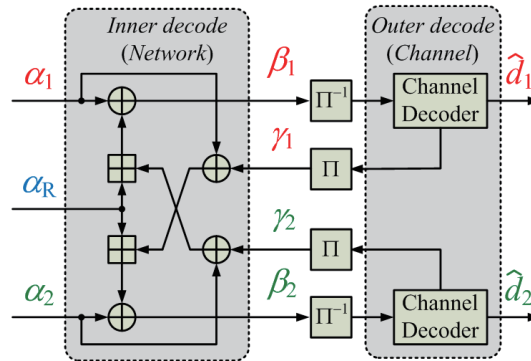 Inner decode
(Network)
Outer decode
(Channel)
α₁
β₁
Π⁻¹
Channel
Decoder
d̂₁
γ₁
Π
α_R
γ₂
Π
α₂
β₂
Π⁻¹
Channel
Decoder
d̂₂